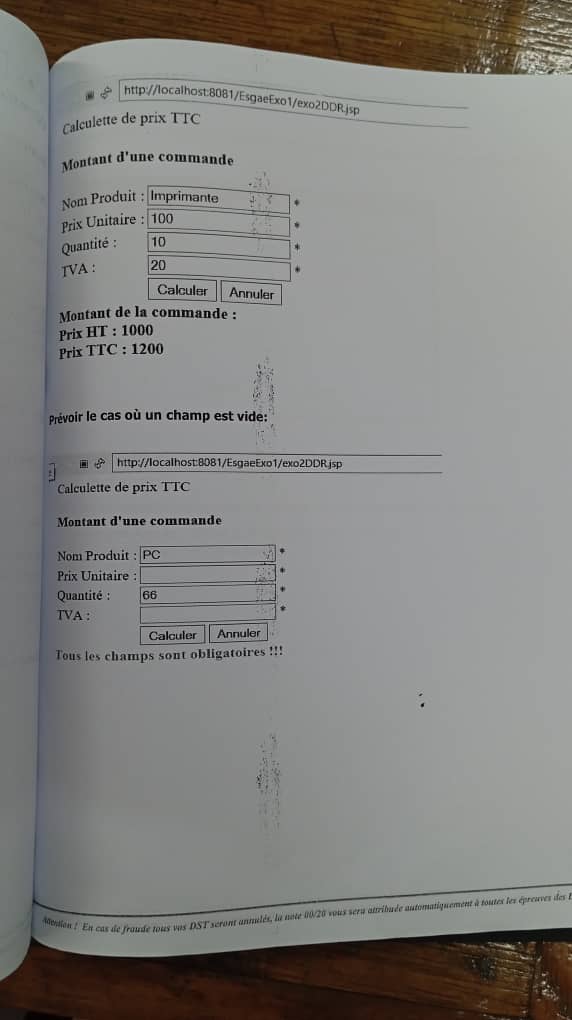 http://localhost:8081/EsgaeExo1/exo2DDR.jsp
Calculette de prix TTC
Montant d'une commande
Nom Produit : Imprimante *
Prix Unitaire : 100 *
Quantité : 10 *
TVA : 20 *
Calculer Annuler
Montant de la commande :
Prix HT : 1000
Prix TTC : 1200
Prévoir le cas où un champ est vide:
http://localhost:8081/EsgaeExo1/exo2DDR.jsp
Calculette de prix TTC
Montant d'une commande
Nom Produit : PC *
Prix Unitaire : *
Quantité : 66 *
TVA : *
Calculer Annuler
Tous les champs sont obligatoires !!!
Attention ! En cas de fraude tous vos DST seront annulés, la note 00/20 vous sera attribuée automatiquement à toutes les épreuves des